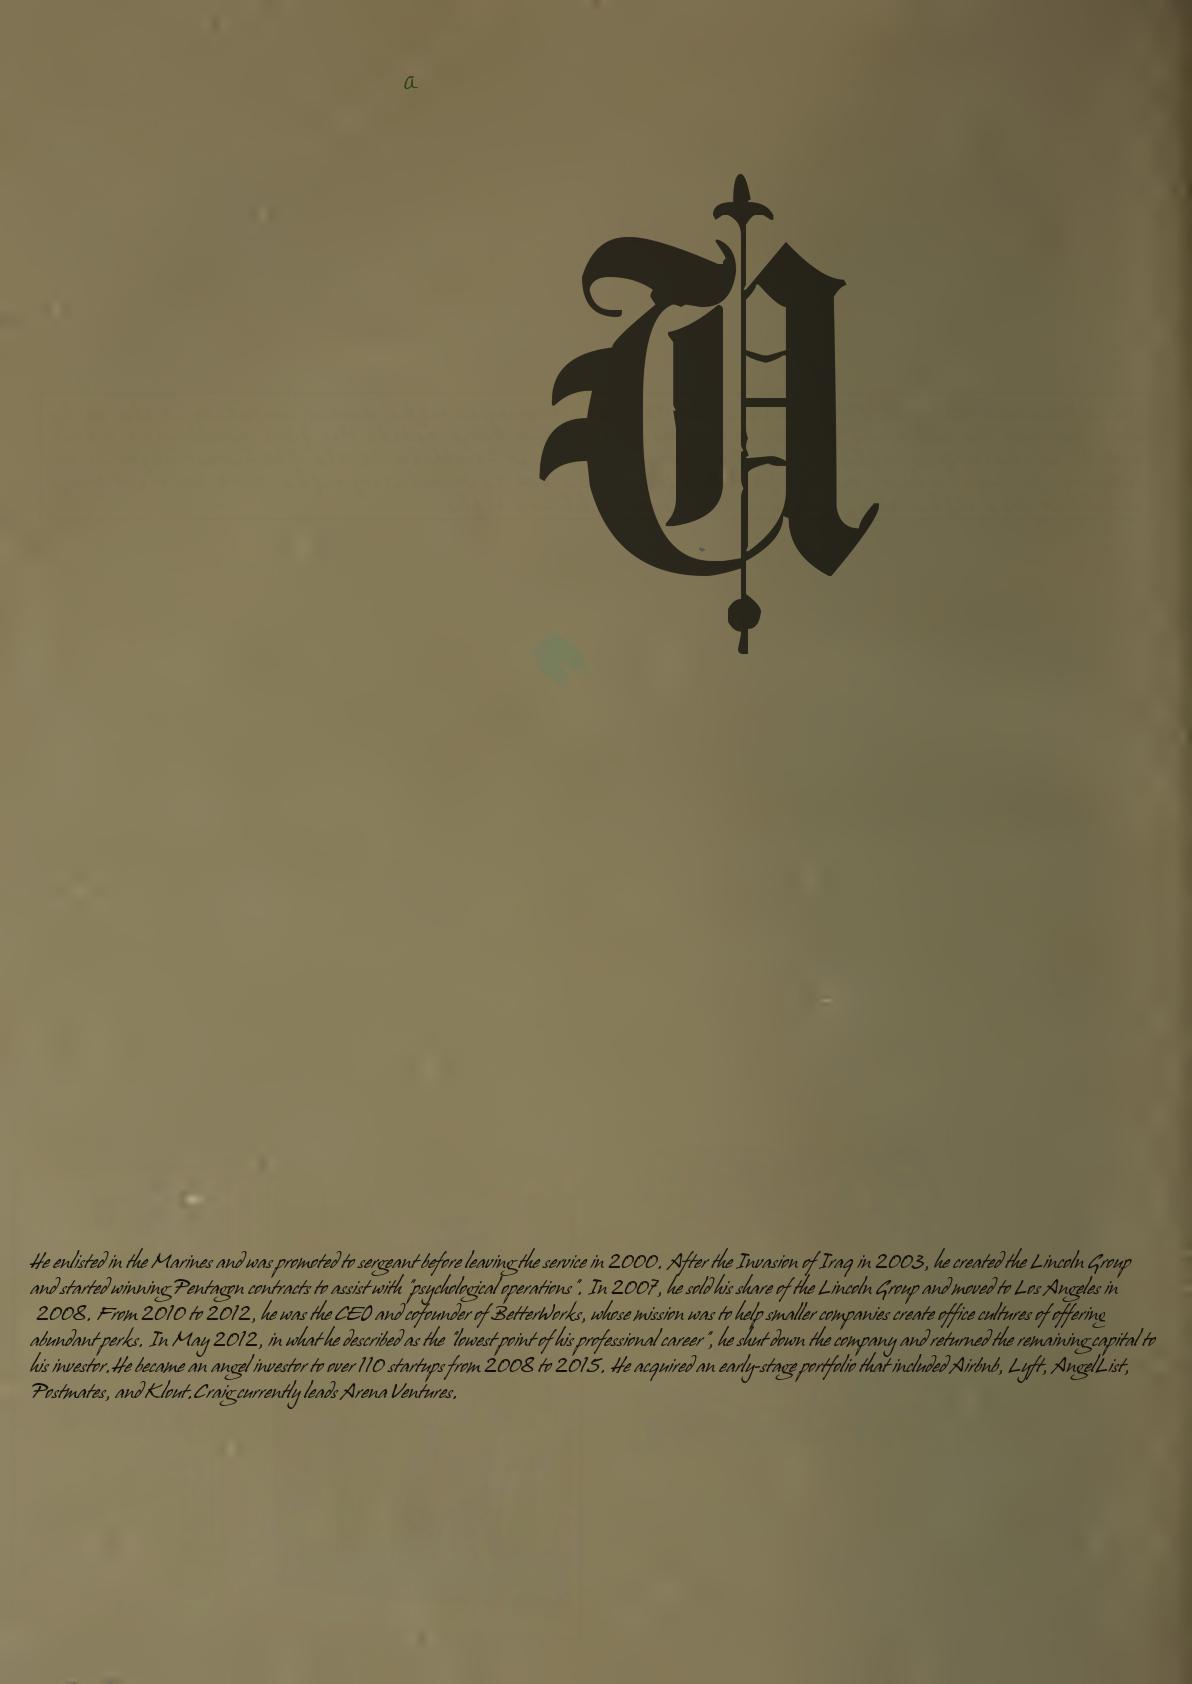 a
He enlisted in the Marines and was promoted to sergeant before leaving the service in 2000. After the Invasion of Iraq in 2003, he created the Lincoln Group
and started winning Pentagon contracts to assist with "psychological operations". In 2007, he sold his share of the Lincoln Group and moved to Los Angeles in
2008. From 2010 to 2012, he was the CEO and cofounder of BetterWorks, whose mission was to help smaller companies create office cultures of offering
abundant perks. In May 2012, in what he described as the "lowest point of his professional career", he shut down the company and returned the remaining capital to
his investor.He became an angel investor to over 110 startups from 2008 to 2015. He acquired an early-stage portfolio that included Airbnb, Lyft, AngelList,
Postmates, and Klout.Craig currently leads Arena Ventures.